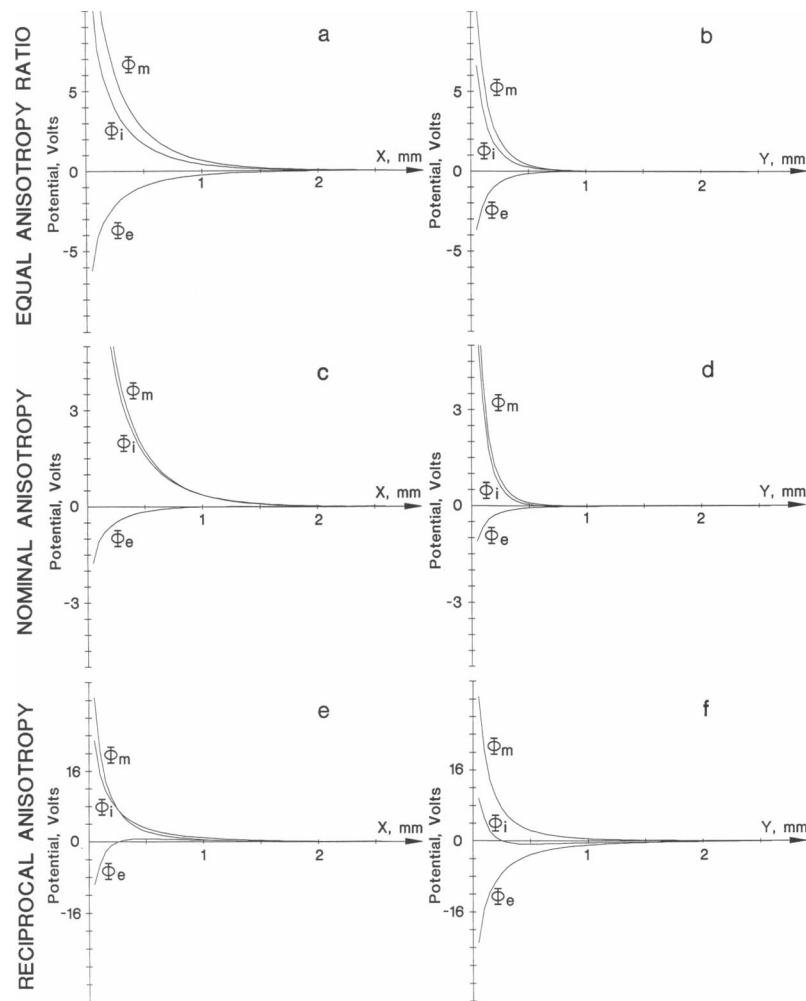 EQUAL ANISOTROPY RATIO
a
Potential, Volts
5
0
-5
Φm
Φi
Φe
X, mm
1
2
b
Potential, Volts
5
0
-5
Φm
Φi
Φe
Y, mm
1
2
NOMINAL ANISOTROPY
c
Potential, Volts
3
0
-3
Φm
Φi
Φe
X, mm
1
2
d
Potential, Volts
3
0
-3
Φm
Φi
Φe
Y, mm
1
2
RECIPROCAL ANISOTROPY
e
Potential, Volts
16
0
-16
Φm
Φi
Φe
X, mm
1
2
f
Potential, Volts
16
0
-16
Φm
Φi
Φe
Y, mm
1
2